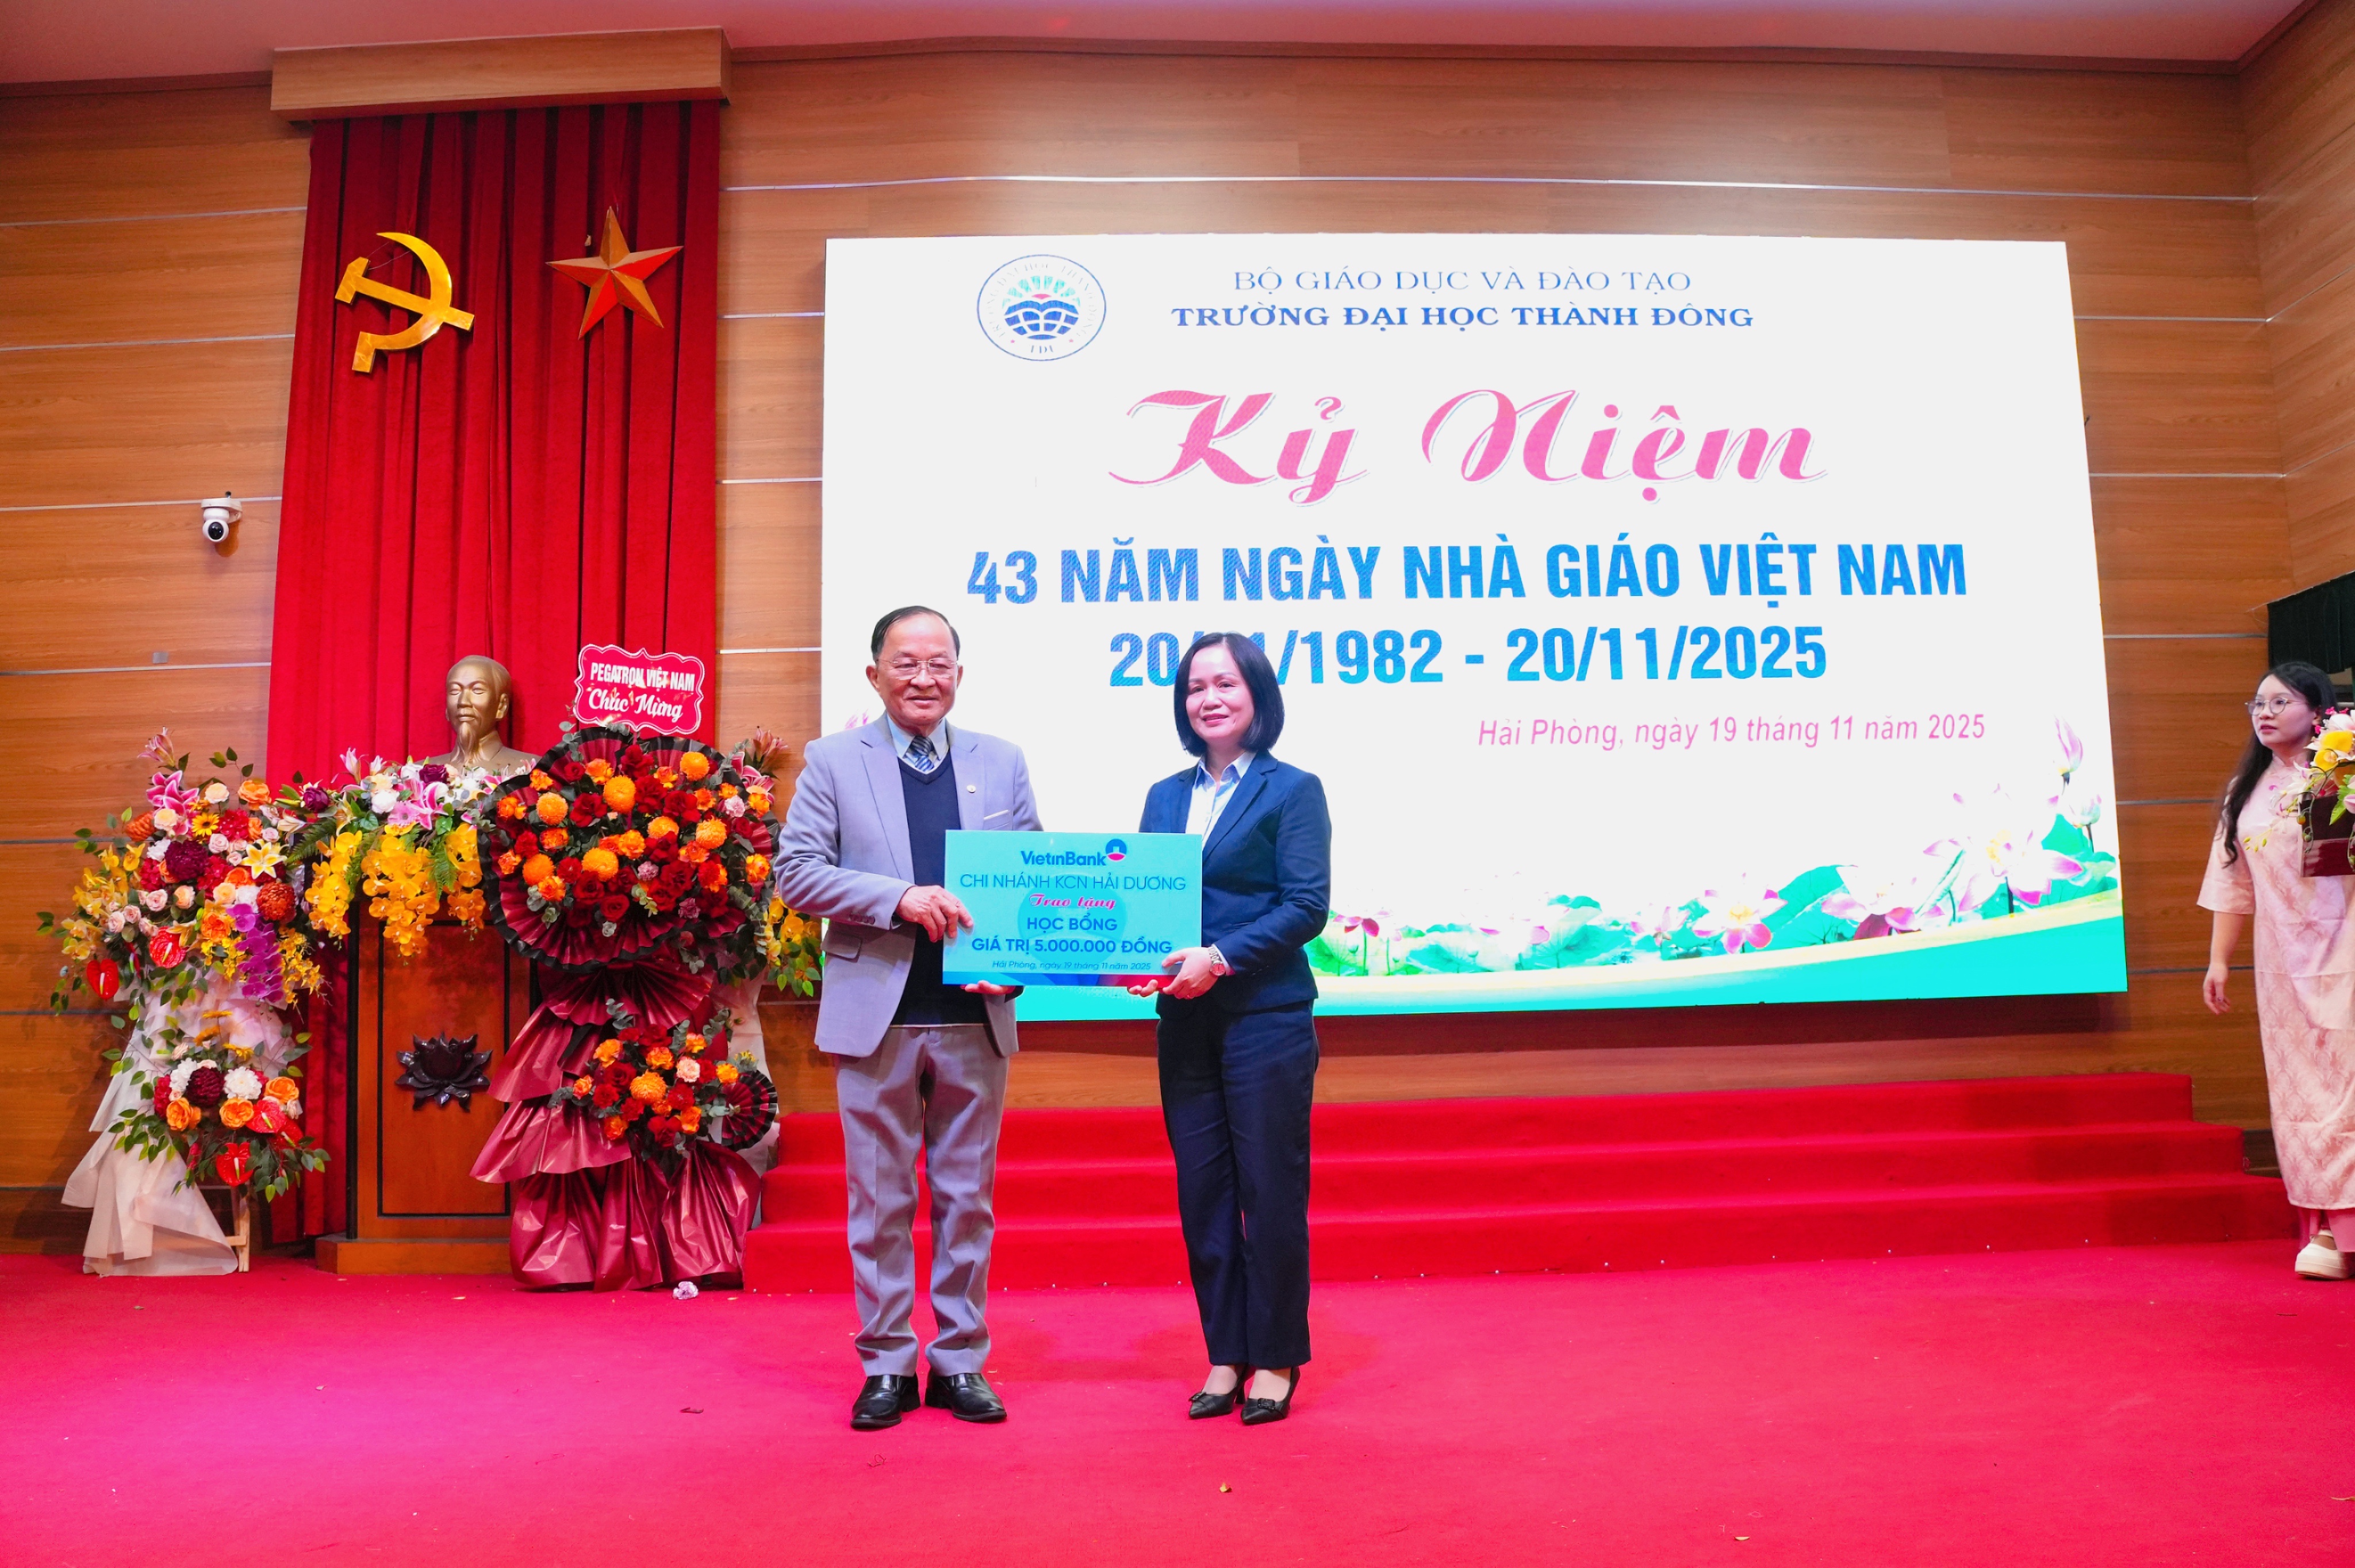 BỘ GIÁO DỤC VÀ ĐÀO TẠO
TRƯỜNG ĐẠI HỌC THÀNH ĐÔNG
Kỷ Niệm
43 NĂM NGÀY NHÀ GIÁO VIỆT NAM
20/ 1/1982 - 20/11/2025
Hải Phòng, ngày 19 tháng 11 năm 2025
PEGATRON VIỆT NAM
Chúc Mừng
VietinBank
CHI NHÁNH KCN HẢI DƯƠNG
Trao tặng
HỌC BỔNG
GIÁ TRỊ 5.000.000 ĐỒNG
Hải Phòng, ngày 19 tháng 11 năm 2025